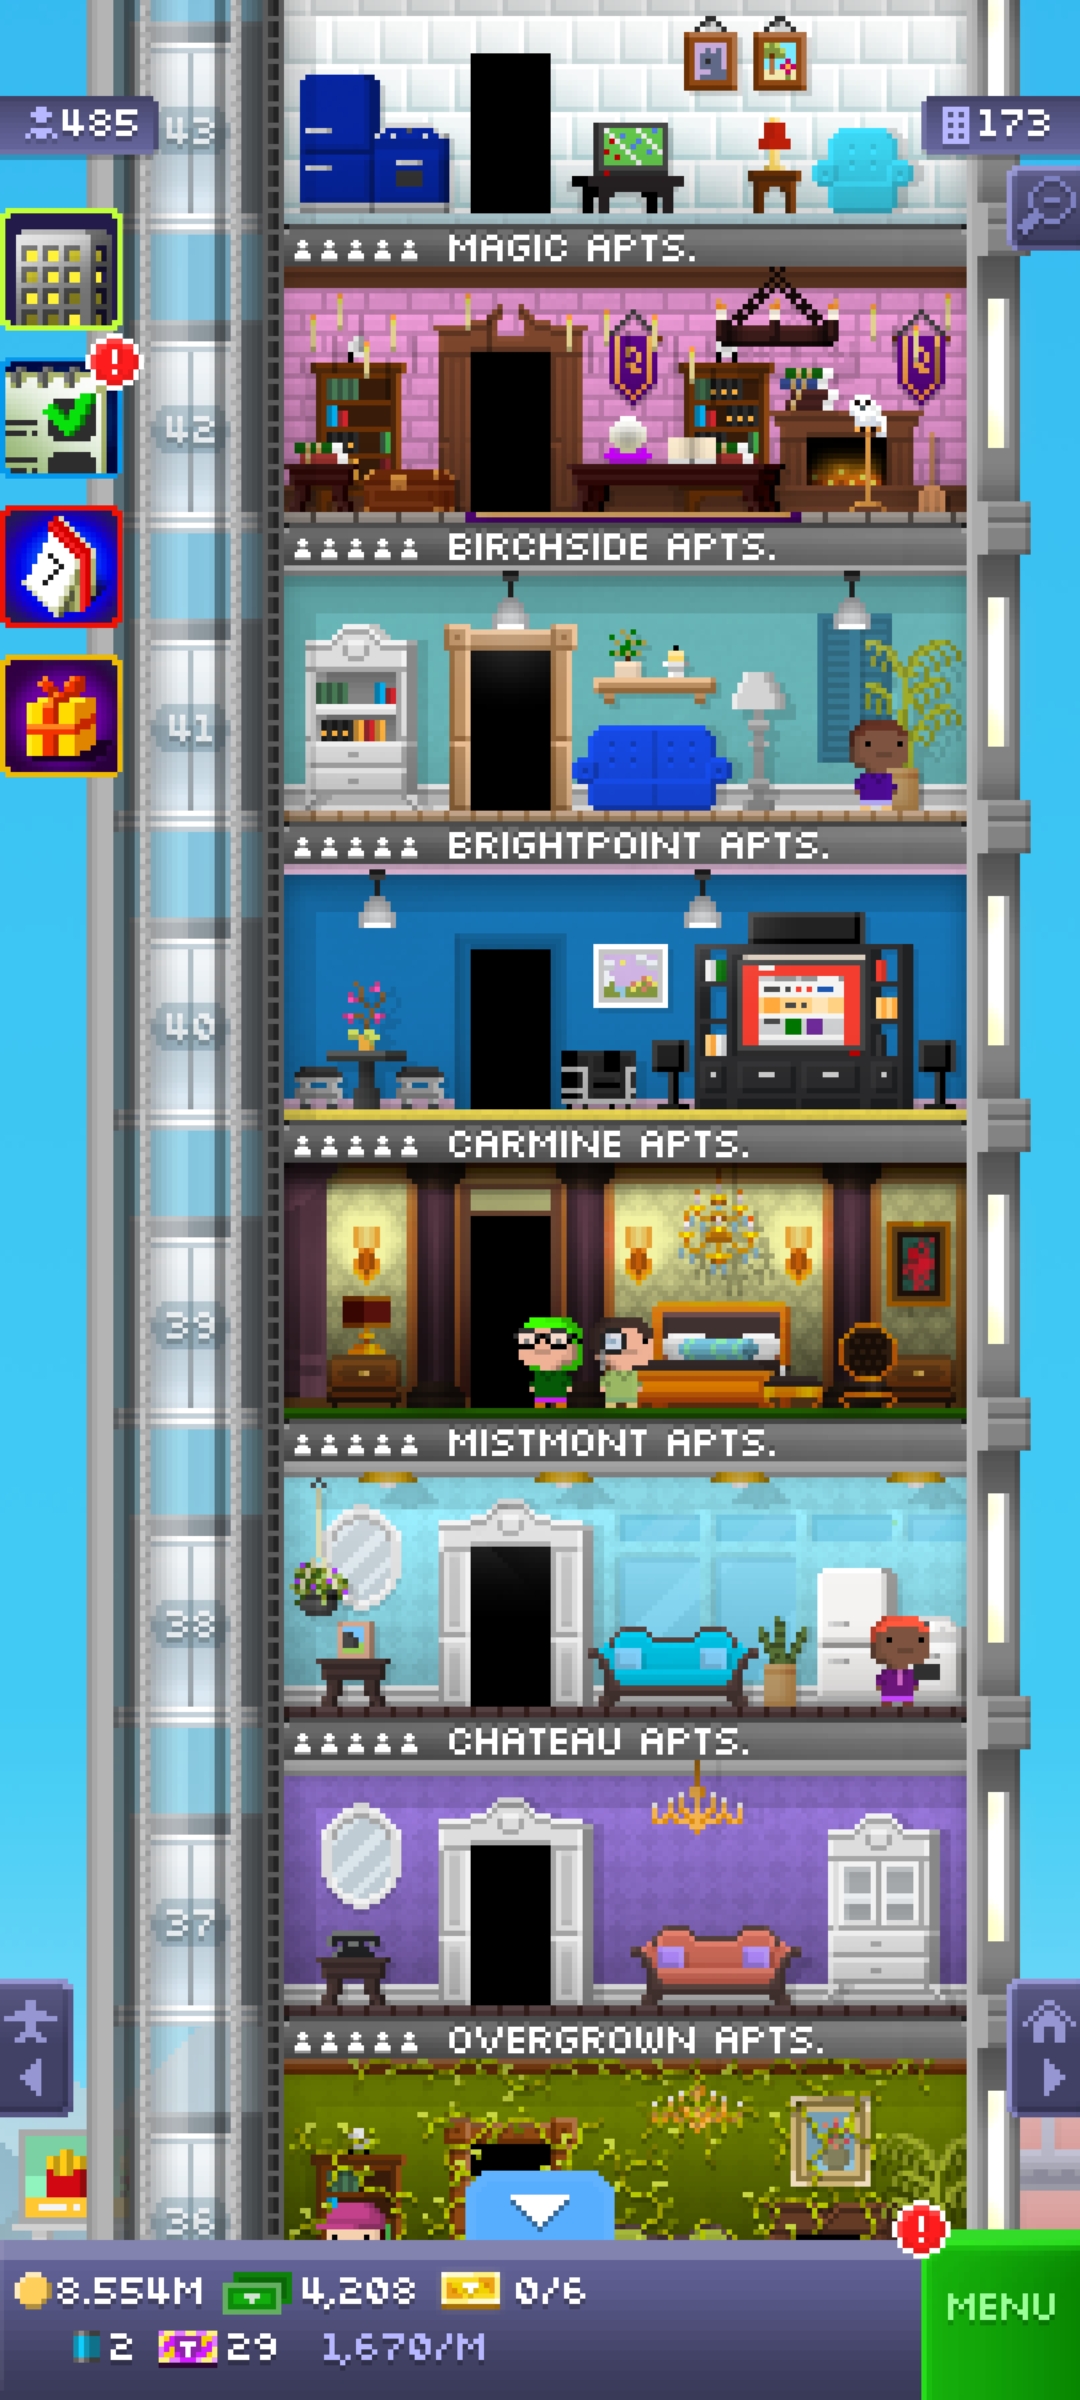 485
43
173
MAGIC APTS.
42
BIRCHSIDE APTS.
7
41
BRIGHTPOINT APTS.
40
CARMINE APTS.
39
MISTMONT APTS.
38
CHATEAU APTS.
37
OVERGROWN APTS.
36
8.554M 4,208 0/6
2 29 1,670/M
MENU